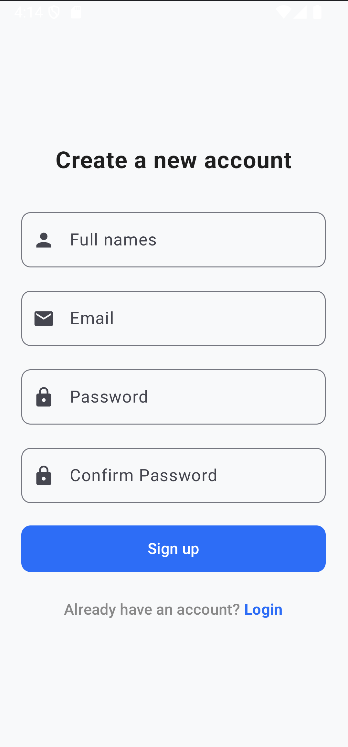 Create a new account
Full names
Email
Password
Confirm Password
Sign up
Already have an account? Login